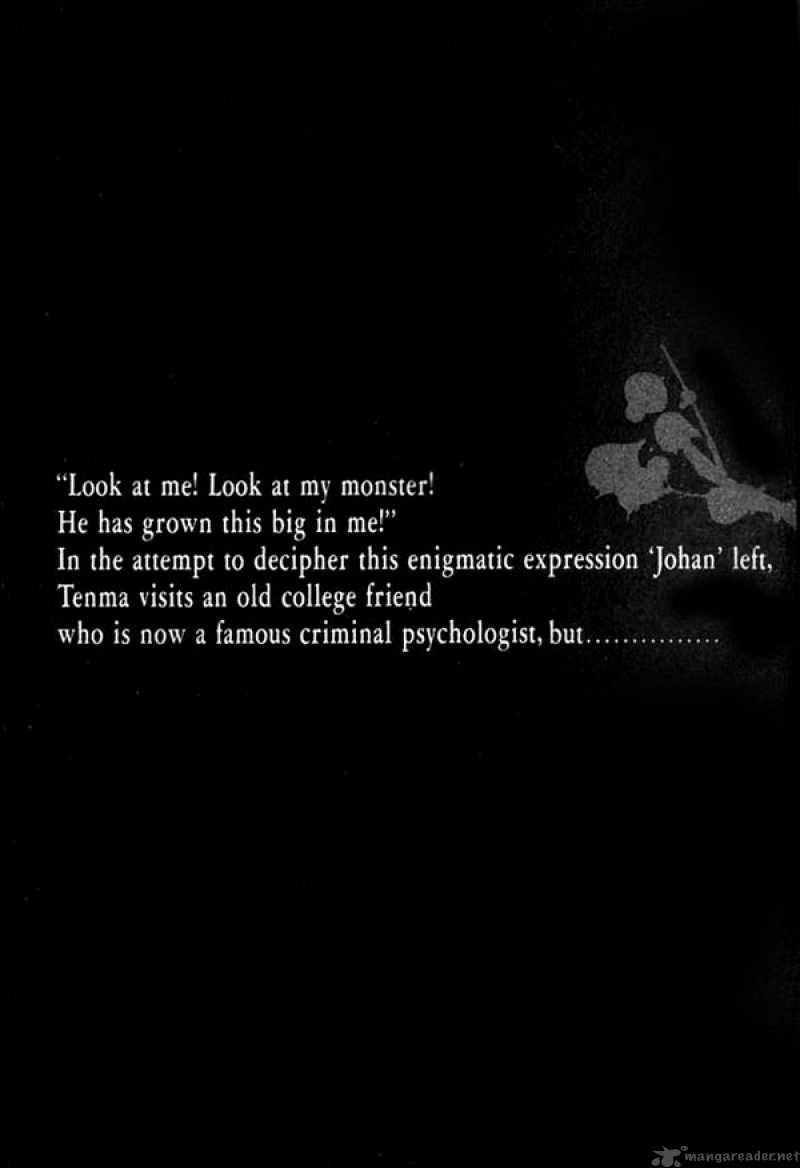 “Look at me! Look at my monster!
He has grown this big in me!”
In the attempt to decipher this enigmatic expression ‘Johan’ left,
Tenma visits an old college friend
who is now a famous criminal psychologist, but...............
mangareader.net